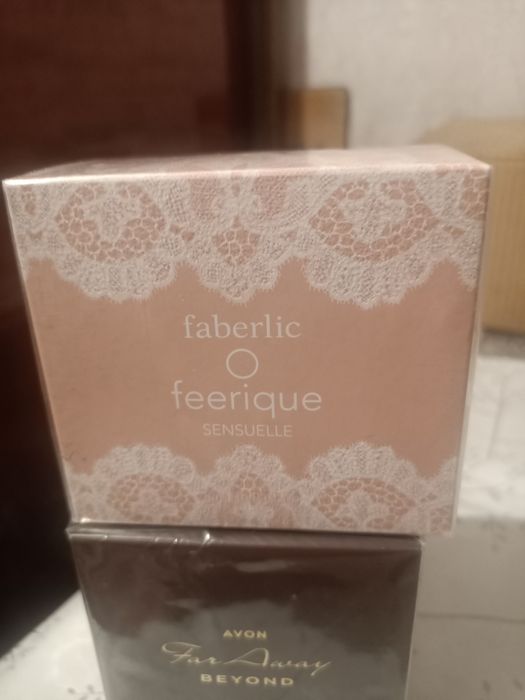 faberlic
O
feerique
SENSUELLE
AVON
Far Away
BEYOND